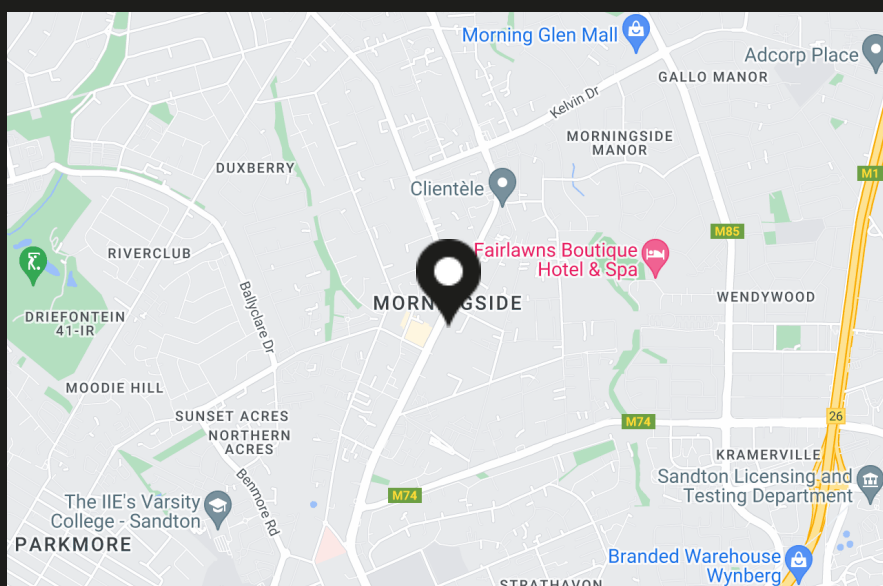 Morning Glen Mall
Adcorp Place
GALLO MANOR
Kelvin Dr
MORNINGSIDE
MANOR
DUXBERRY
M1
Clientèle
M85
RIVERCLUB
Fairlawns Boutique
Hotel & Spa
Ballyclare Dr
WENDYWOOD
MORNINGSIDE
DRIEFONTEIN
41-IR
MOODIE HILL
SUNSET ACRES
26
M74
NORTHERN
ACRES
KRAMERVILLE
Sandton Licensing and
Testing Department
M74
Benmore Rd
The IIE's Varsity
College - Sandton
PARKMORE
Branded Warehouse
Wynberg
STRATHAVON